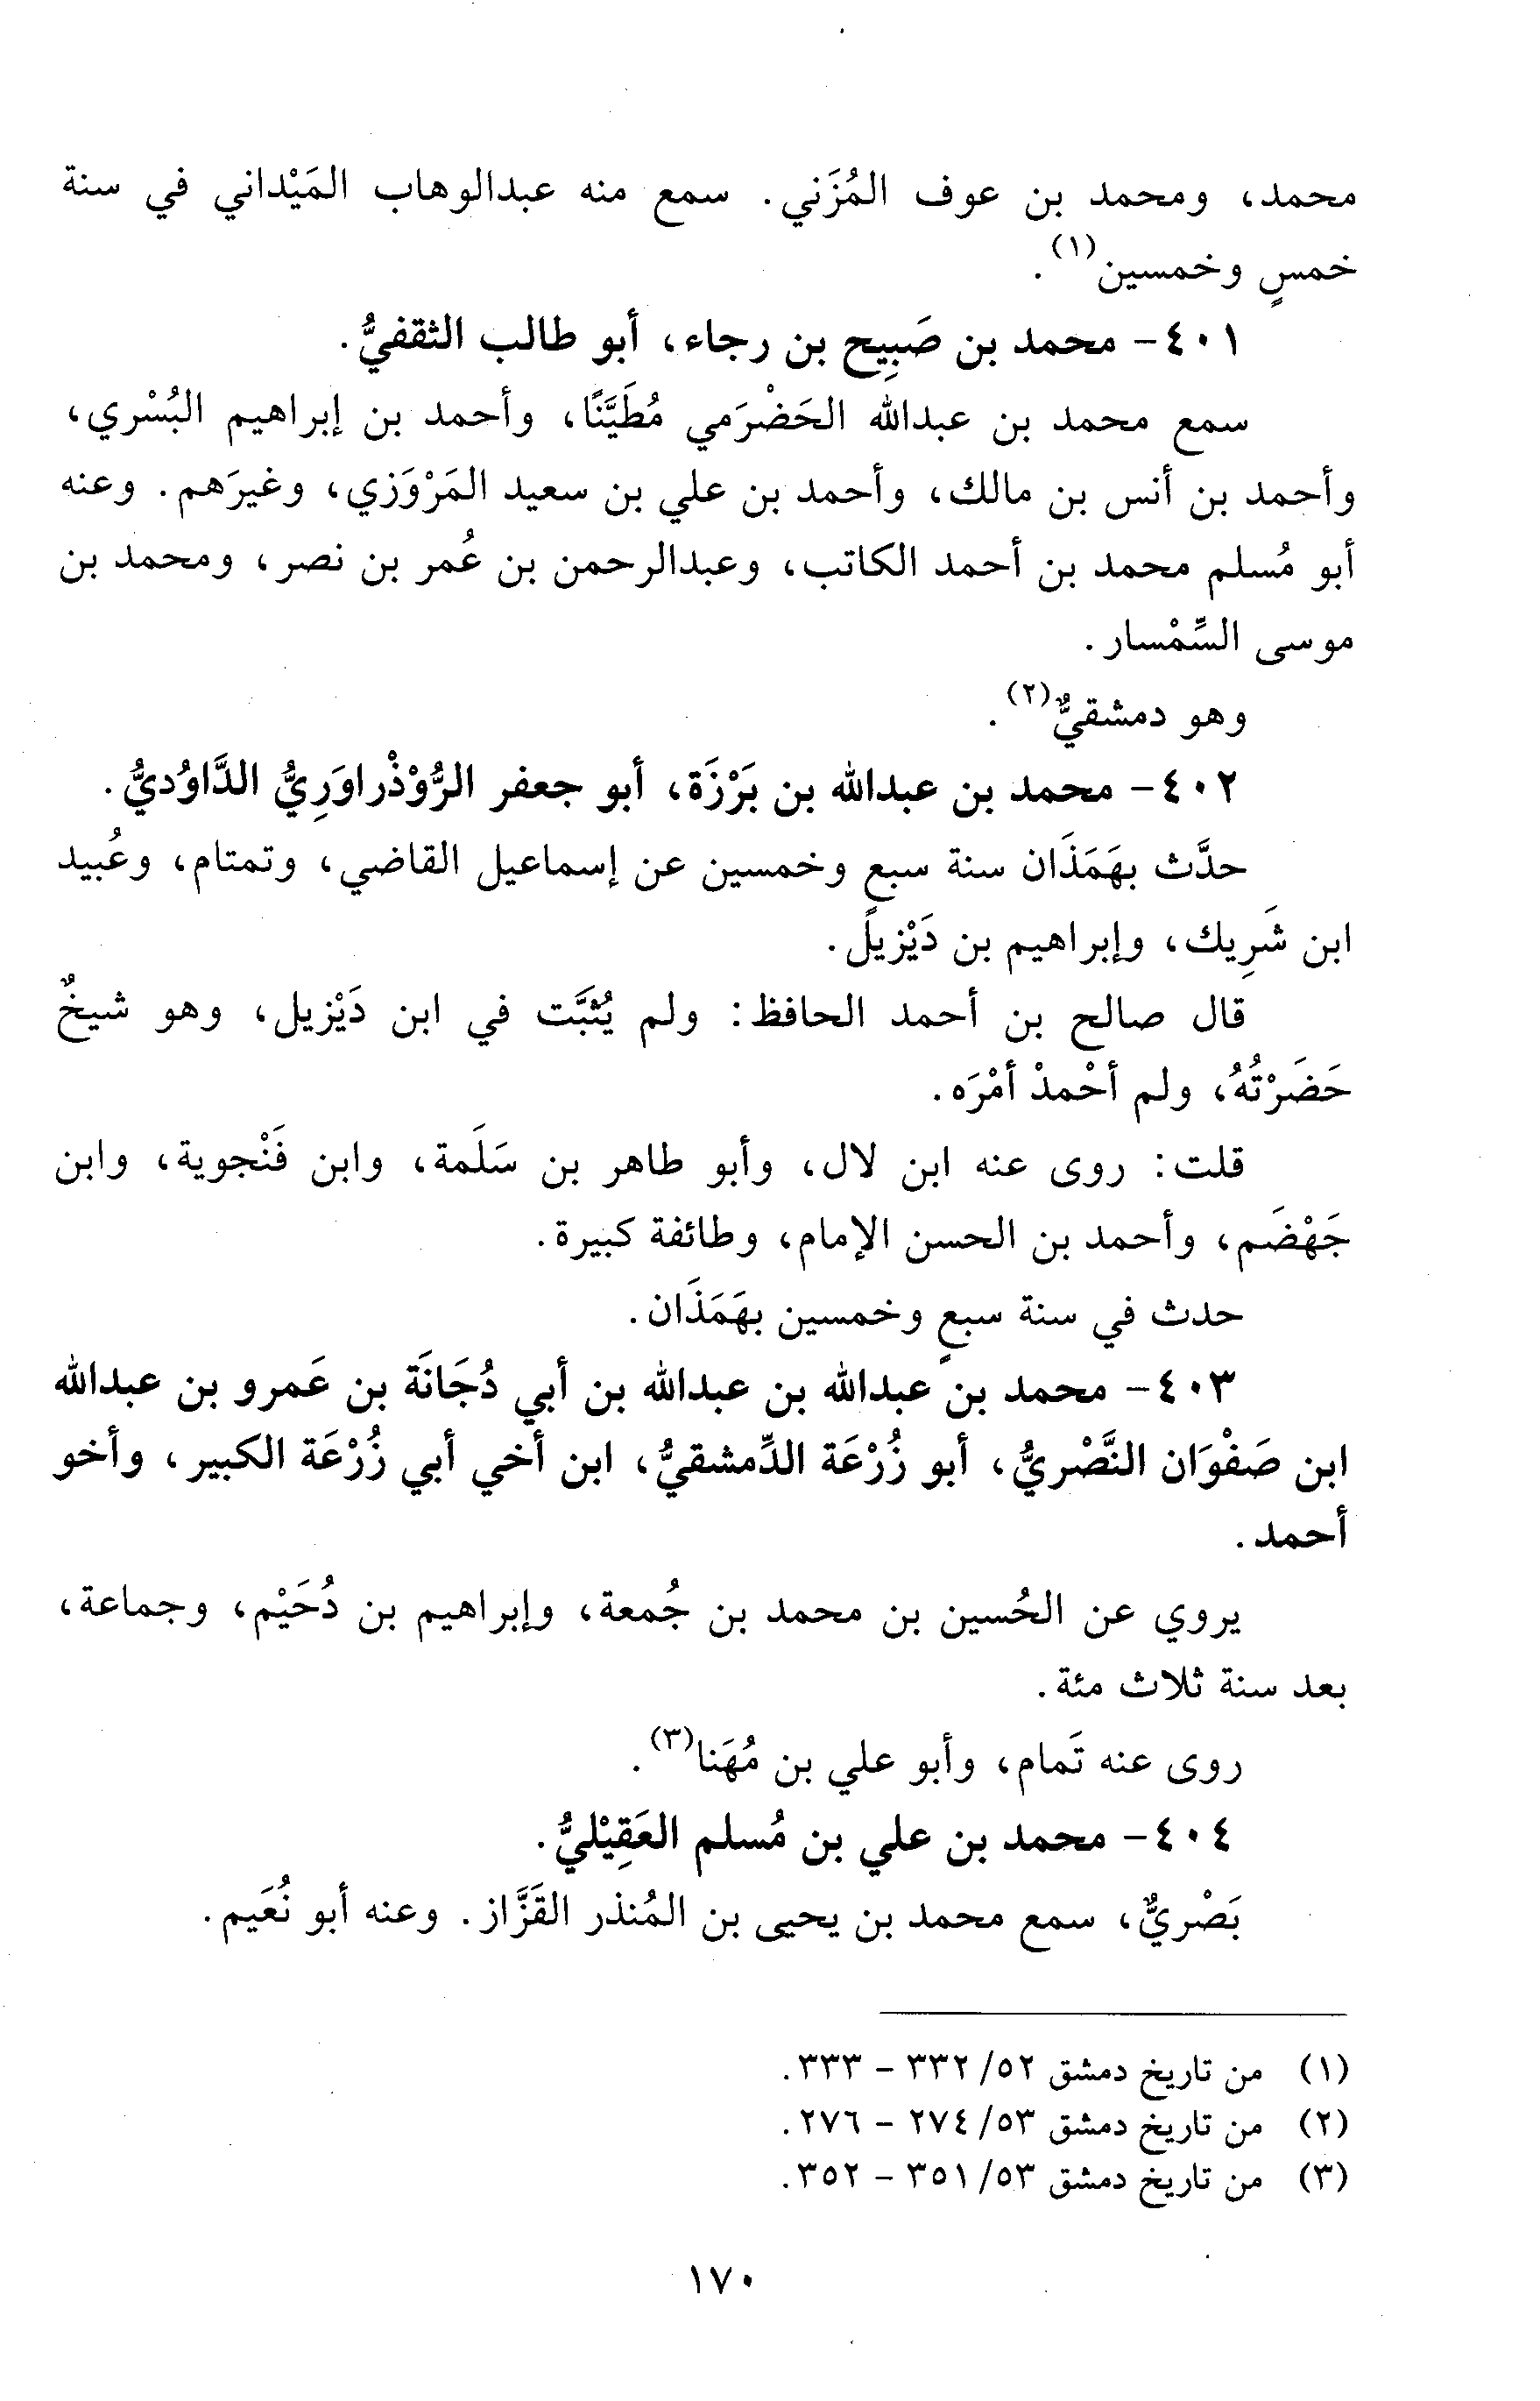 محمد، ومحمد بن عوف المُزَني. سمع منه عبدالوهاب المَيْداني في سنة
خمسٍ وخمسين(١).
٤٠١- محمد بن صَبِيح بن رجاء، أبو طالب الثقفيُّ.
سمع محمد بن عبدالله الحَضْرَمي مُطَيَّنًا، وأحمد بن إبراهيم البُسْري،
وأحمد بن أنس بن مالك، وأحمد بن علي بن سعيد المَرْوَزي، وغيرَهم. وعنه
أبو مُسلم محمد بن أحمد الكاتب، وعبدالرحمن بن عُمر بن نصر، ومحمد بن
موسى السِّمْسار.
وهو دمشقيٌّ(٢).
٤٠٢- محمد بن عبدالله بن بَرْزَة، أبو جعفر الرُّوْذْراوَرِيُّ الدَّاوُديُّ.
حدَّث بهَمَذَان سنة سبعٍ وخمسين عن إسماعيل القاضي، وتمتام، وعُبيد
ابن شَرِيك، وإبراهيم بن دَيْزيل.
قال صالح بن أحمد الحافظ: ولم يُثبَّت في ابن دَيْزيل، وهو شيخٌ
حَضَرْتُهُ، ولم أحْمدْ أمْرَه.
قلت: روى عنه ابن لال، وأبو طاهر بن سَلَمة، وابن فَنْجوية، وابن
جَهْضَم، وأحمد بن الحسن الإمام، وطائفة كبيرة.
حدث في سنة سبعٍ وخمسين بهَمَذَان.
٤٠٣- محمد بن عبدالله بن عبدالله بن أبي دُجَانَة بن عَمرو بن عبدالله
ابن صَفْوَان النَّصْريُّ، أبو زُرْعَة الدِّمشقيُّ، ابن أخي أبي زُرْعَة الكبير، وأخو
أحمد.
يروي عن الحُسين بن محمد بن جُمعة، وإبراهيم بن دُحَيْم، وجماعة،
بعد سنة ثلاث مئة.
روى عنه تَمام، وأبو علي بن مُهَنا(٣).
٤٠٤- محمد بن علي بن مُسلم العَقِيْليُّ.
بَصْريٌّ، سمع محمد بن يحيى بن المُنذر القَزَّاز. وعنه أبو نُعَيم.
(١) من تاريخ دمشق ٥٢/ ٣٣٢ - ٣٣٣.
(٢) من تاريخ دمشق ٥٣/ ٢٧٤ - ٢٧٦.
(٣) من تاريخ دمشق ٥٣/ ٣٥١ - ٣٥٢.
١٧٠